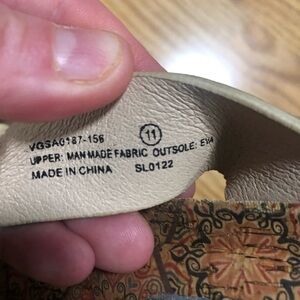 VGSA0187-156 11
UPPER: MAN MADE FABRIC OUTSOLE: EVA
MADE IN CHINA SL0122